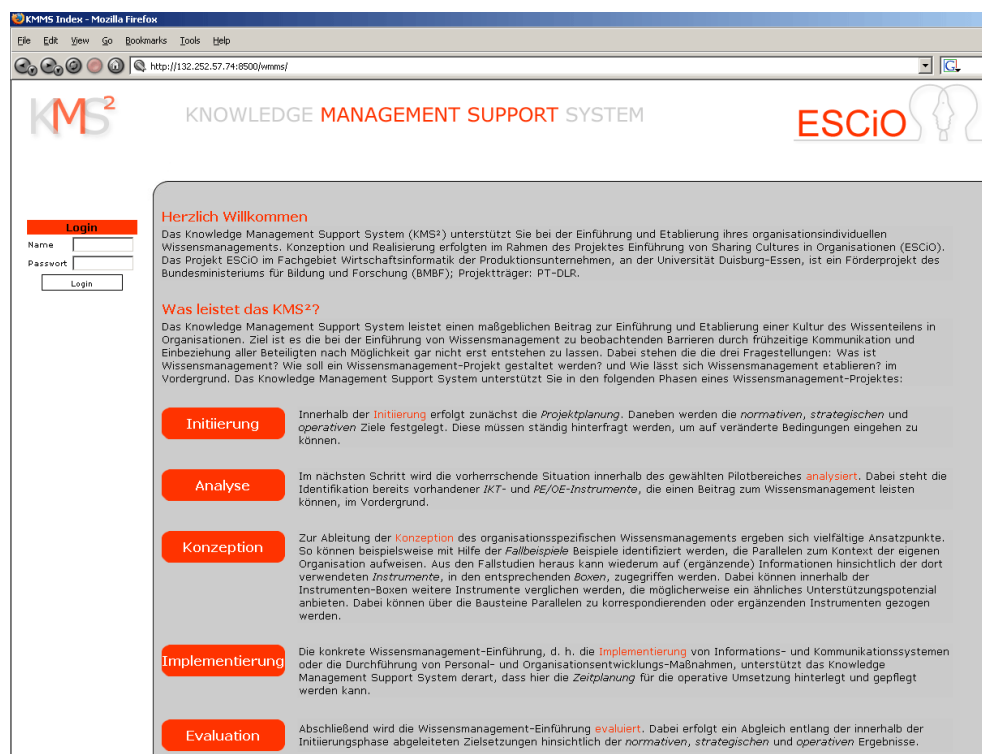 KMMS Index - Mozilla Firefox
File Edit View Go Bookmarks Tools Help
http://132.252.57.74:8500/wmms/
G
KMS²
KNOWLEDGE MANAGEMENT SUPPORT SYSTEM
ESCiO
Login
Name
Passwort
Login
Herzlich Willkommen
Das Knowledge Management Support System (KMS²) unterstützt Sie bei der Einführung und Etablierung ihres organisationsindividuellen
Wissensmanagements. Konzeption und Realisierung erfolgten im Rahmen des Projektes Einführung von Sharing Cultures in Organisationen (ESCiO).
Das Projekt ESCiO im Fachgebiet Wirtschaftsinformatik der Produktionsunternehmen, an der Universität Duisburg-Essen, ist ein Förderprojekt des
Bundesministeriums für Bildung und Forschung (BMBF); Projektträger: PT-DLR.
Was leistet das KMS²?
Das Knowledge Management Support System leistet einen maßgeblichen Beitrag zur Einführung und Etablierung einer Kultur des Wissenteilens in
Organisationen. Ziel ist es die bei der Einführung von Wissensmanagement zu beobachtenden Barrieren durch frühzeitige Kommunikation und
Einbeziehung aller Beteiligten nach Möglichkeit gar nicht erst entstehen zu lassen. Dabei stehen die die drei Fragestellungen: Was ist
Wissensmanagement? Wie soll ein Wissensmanagement-Projekt gestaltet werden? und Wie lässt sich Wissensmanagement etablieren? im
Vordergrund. Das Knowledge Management Support System unterstützt Sie in den folgenden Phasen eines Wissensmanagement-Projektes:
Initiierung
Innerhalb der Initiierung erfolgt zunächst die Projektplanung. Daneben werden die normativen, strategischen und
operativen Ziele festgelegt. Diese müssen ständig hinterfragt werden, um auf veränderte Bedingungen eingehen zu
können.
Analyse
Im nächsten Schritt wird die vorherrschende Situation innerhalb des gewählten Pilotbereiches analysiert. Dabei steht die
Identifikation bereits vorhandener IKT- und PE/OE-Instrumente, die einen Beitrag zum Wissensmanagement leisten
können, im Vordergrund.
Konzeption
Zur Ableitung der Konzeption des organisationsspezifischen Wissensmanagements ergeben sich vielfältige Ansatzpunkte.
So können beispielsweise mit Hilfe der Fallbeispiele Beispiele identifiziert werden, die Parallelen zum Kontext der eigenen
Organisation aufweisen. Aus den Fallstudien heraus kann wiederum auf (ergänzende) Informationen hinsichtlich der dort
verwendeten Instrumente, in den entsprechenden Boxen, zugegriffen werden. Dabei können innerhalb der
Instrumenten-Boxen weitere Instrumente verglichen werden, die möglicherweise ein ähnliches Unterstützungspotenzial
anbieten. Dabei können über die Bausteine Parallelen zu korrespondierenden oder ergänzenden Instrumenten gezogen
werden.
Implementierung
Die konkrete Wissensmanagement-Einführung, d. h. die Implementierung von Informations- und Kommunikationssystemen
oder die Durchführung von Personal- und Organisationsentwicklungs-Maßnahmen, unterstützt das Knowledge
Management Support System derart, dass hier die Zeitplanung für die operative Umsetzung hinterlegt und gepflegt
werden kann.
Evaluation
Abschließend wird die Wissensmanagement-Einführung evaluiert. Dabei erfolgt ein Abgleich entlang der innerhalb der
Initiierungsphase abgeleiteten Zielsetzungen hinsichtlich der normativen, strategischen und operativen Ergebnisse.